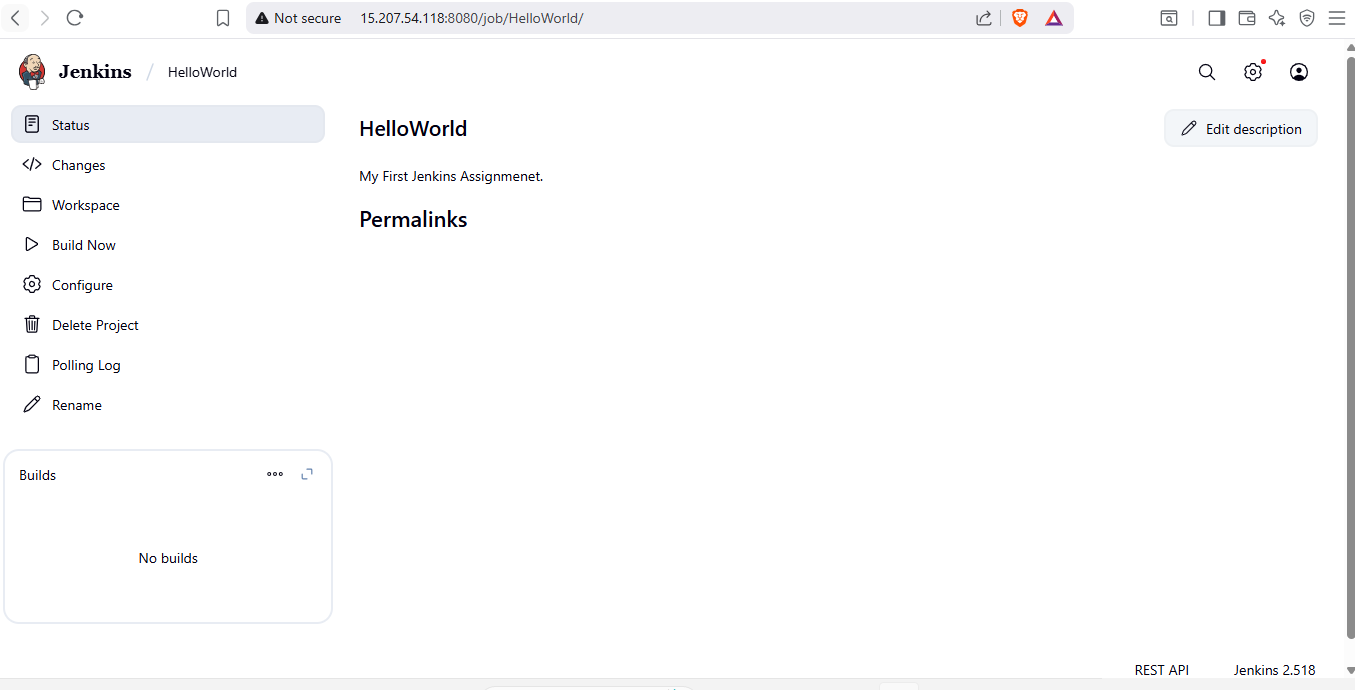 Not secure 15.207.54.118:8080/job/HelloWorld/
Jenkins / HelloWorld
Status
Changes
Workspace
Build Now
Configure
Delete Project
Polling Log
Rename
Builds
No builds
HelloWorld
Edit description
My First Jenkins Assignmenet.
Permalinks
REST API Jenkins 2.518